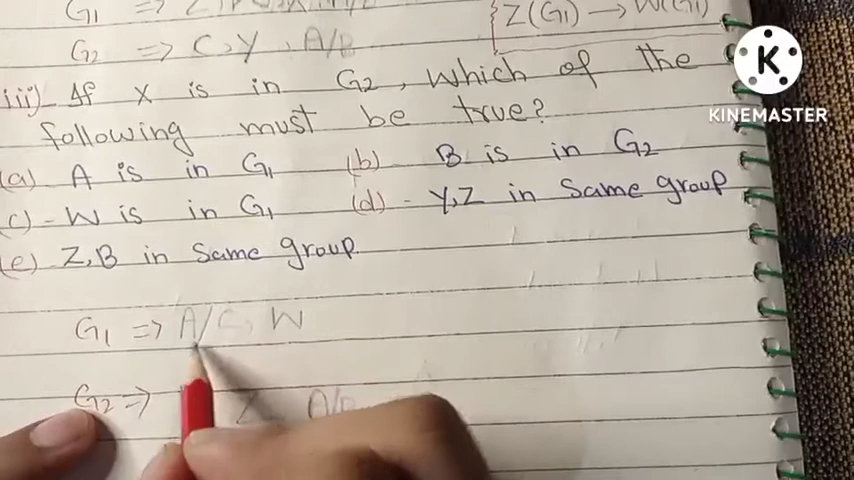 G1 =>
G2 => C, Y, A/B
Z(G1) → W(G1)
iii) If X is in G2, which of the
following must be true?
(a) A is in G1 (b) B is in G2
(c) - W is in G1 (d) - Y,Z in same group
(e) Z,B in same group
G1 => A/C, W
G2 => Z A/B
K
KINEMASTER